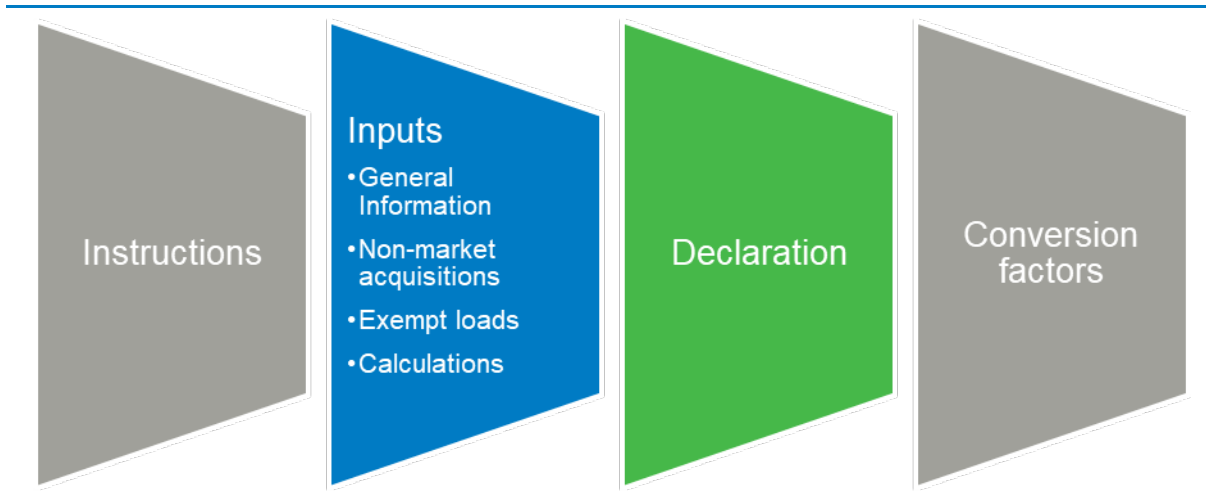 Instructions
Inputs
•General
Information
•Non-market
acquisitions
•Exempt loads
•Calculations
Declaration
Conversion
factors